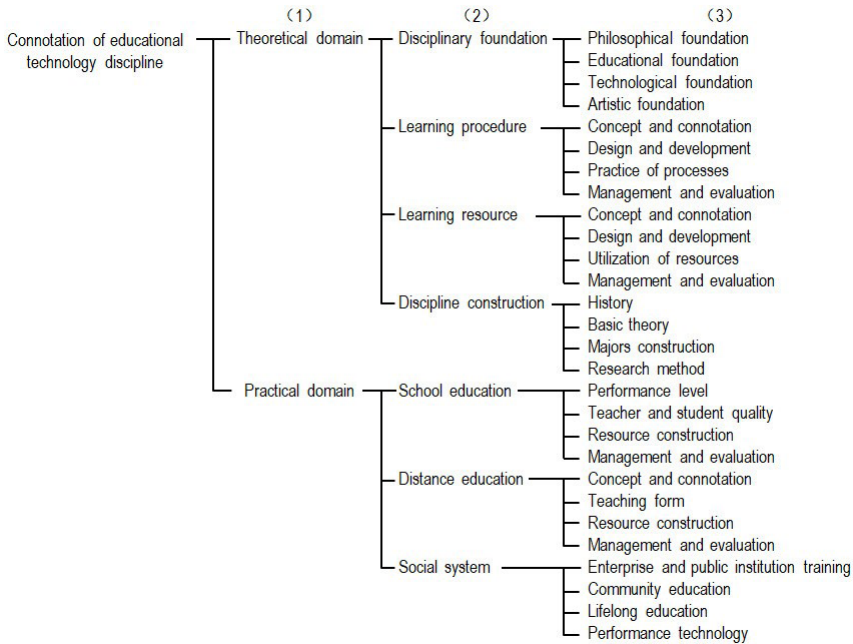 （1） （2） （3）
Connotation of educational technology discipline
Theoretical domain
Disciplinary foundation
Philosophical foundation
Educational foundation
Technological foundation
Artistic foundation
Learning procedure
Concept and connotation
Design and development
Practice of processes
Management and evaluation
Learning resource
Concept and connotation
Design and development
Utilization of resources
Management and evaluation
Discipline construction
History
Basic theory
Majors construction
Research method
Practical domain
School education
Performance level
Teacher and student quality
Resource construction
Management and evaluation
Distance education
Concept and connotation
Teaching form
Resource construction
Management and evaluation
Social system
Enterprise and public institution training
Community education
Lifelong education
Performance technology